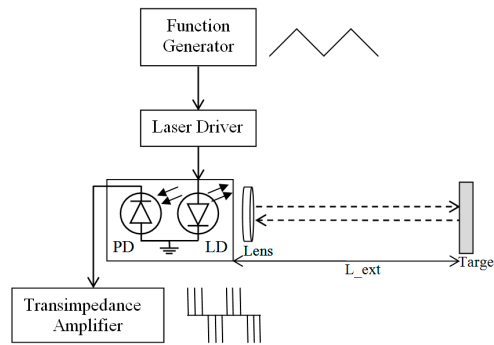 Function
Generator
Laser Driver
PD
LD
Lens
Targe
L_ext
Transimpedance
Amplifier